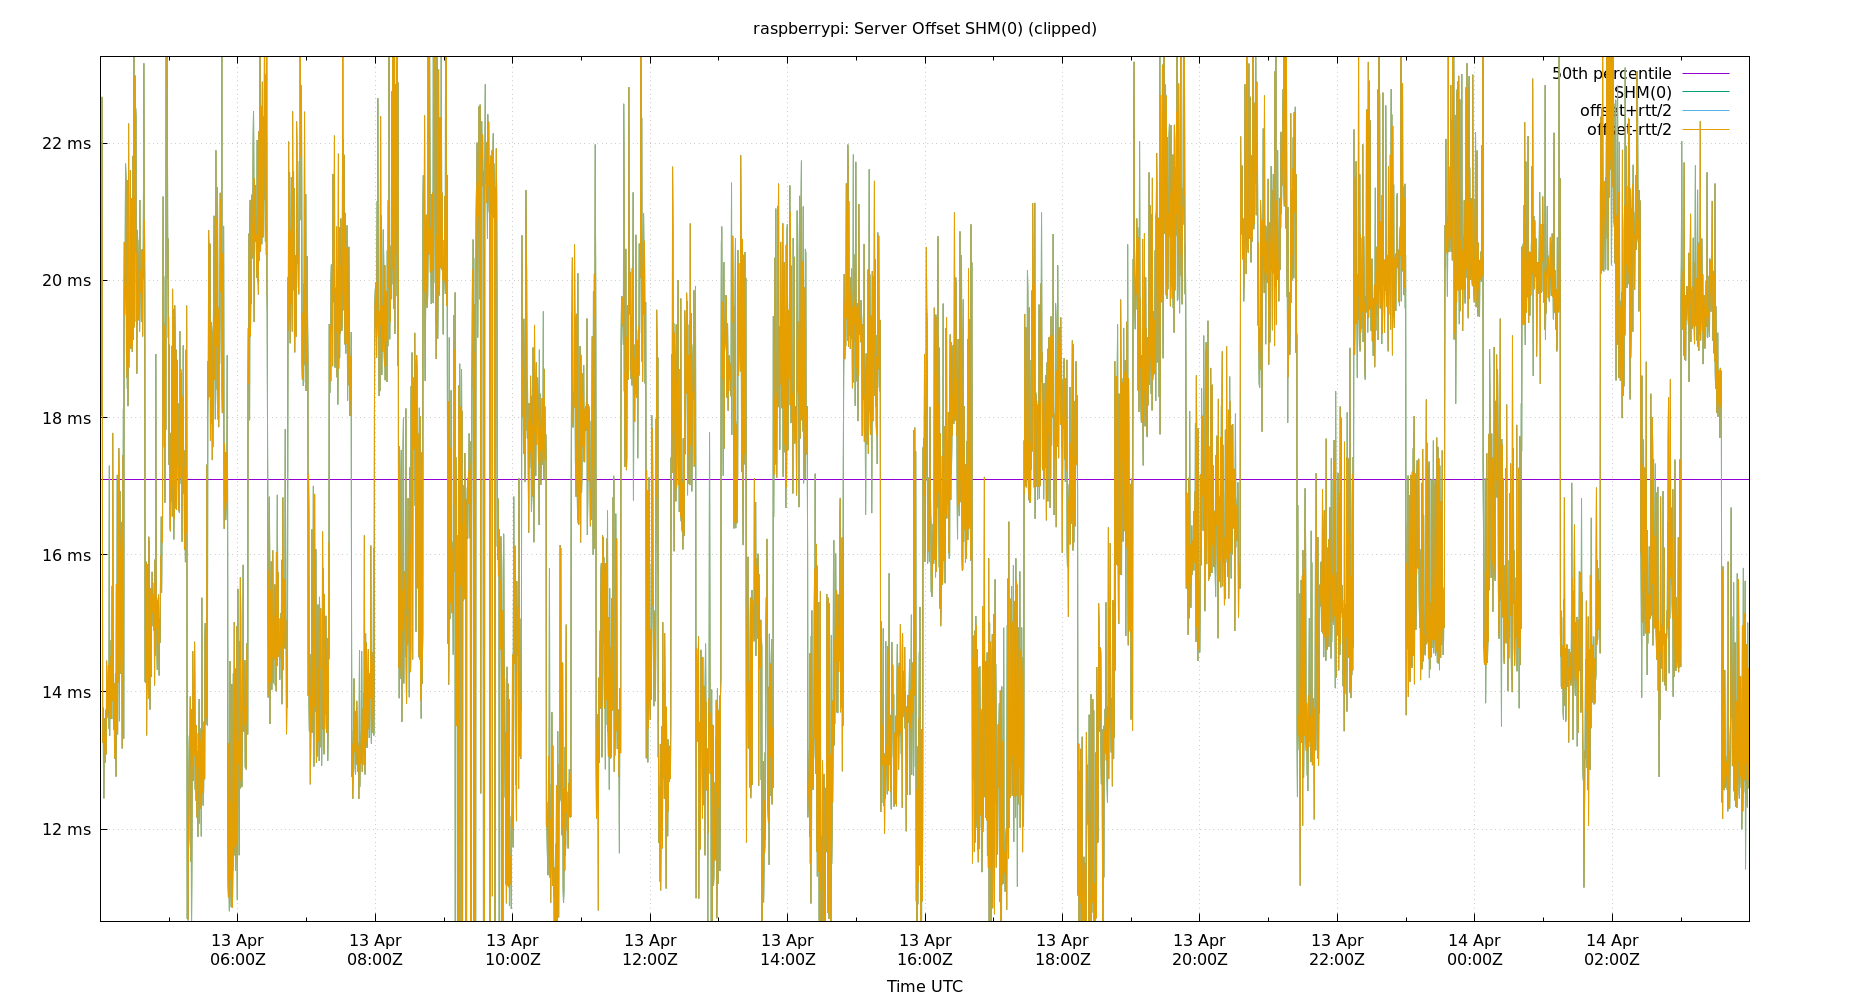 raspberrypi: Server Offset SHM(0) (clipped)
50th percentile
SHM(0)
offset+rtt/2
offset-rtt/2
22 ms
20 ms
18 ms
16 ms
14 ms
12 ms
13 Apr 13 Apr 13 Apr 13 Apr 13 Apr 13 Apr 13 Apr 13 Apr 13 Apr 14 Apr 14 Apr
06:00Z 08:00Z 10:00Z 12:00Z 14:00Z 16:00Z 18:00Z 20:00Z 22:00Z 00:00Z 02:00Z
Time UTC